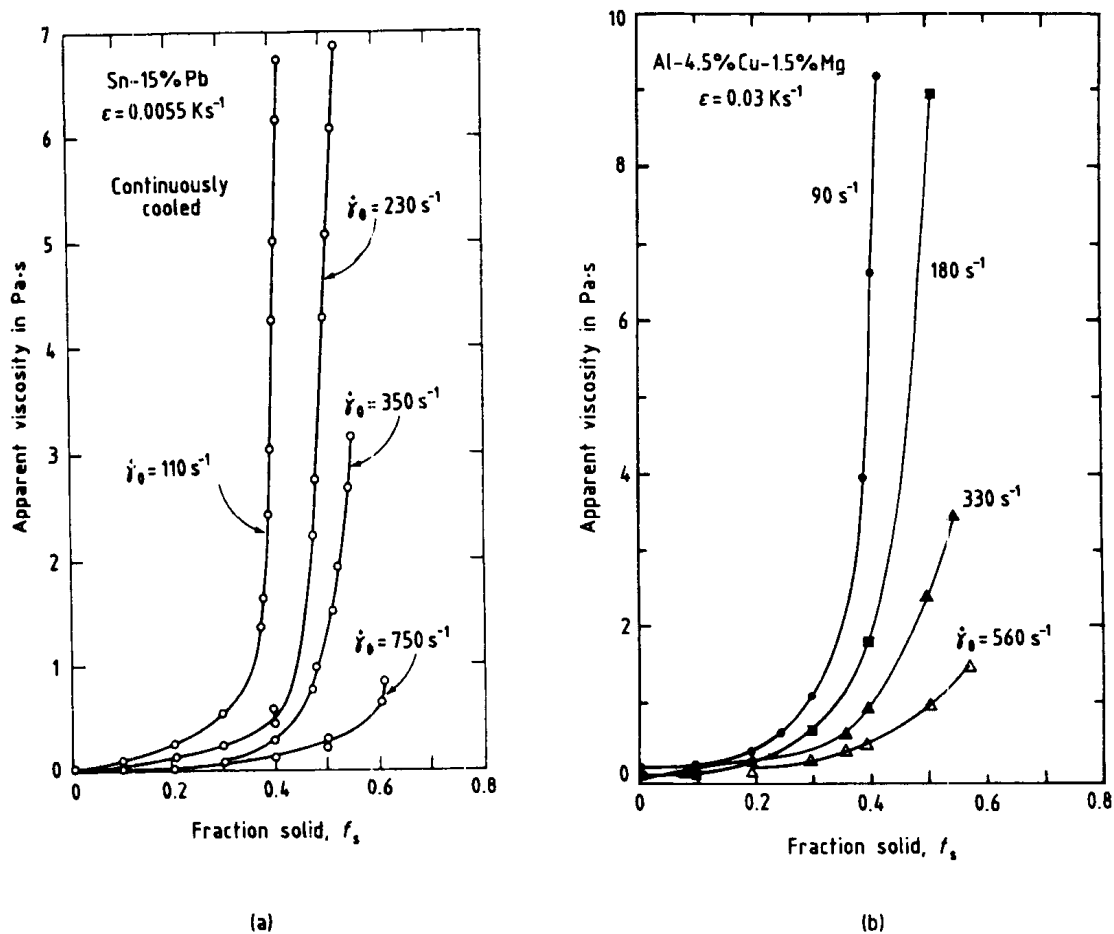 7
6
5
4
3
2
1
0
Apparent viscosity in Pa·s
Sn-15% Pb
ε = 0.0055 Ks⁻¹
Continuously
cooled
γ̇₀ = 230 s⁻¹
γ̇₀ = 350 s⁻¹
γ̇₀ = 110 s⁻¹
γ̇₀ = 750 s⁻¹
0 0.2 0.4 0.6 0.8
Fraction solid, fₛ
(a)
10
8
6
4
2
0
Apparent viscosity in Pa·s
Al-4.5%Cu-1.5%Mg
ε = 0.03 Ks⁻¹
90 s⁻¹
180 s⁻¹
330 s⁻¹
γ̇₀ = 560 s⁻¹
0 0.2 0.4 0.6 0.8
Fraction solid, fₛ
(b)